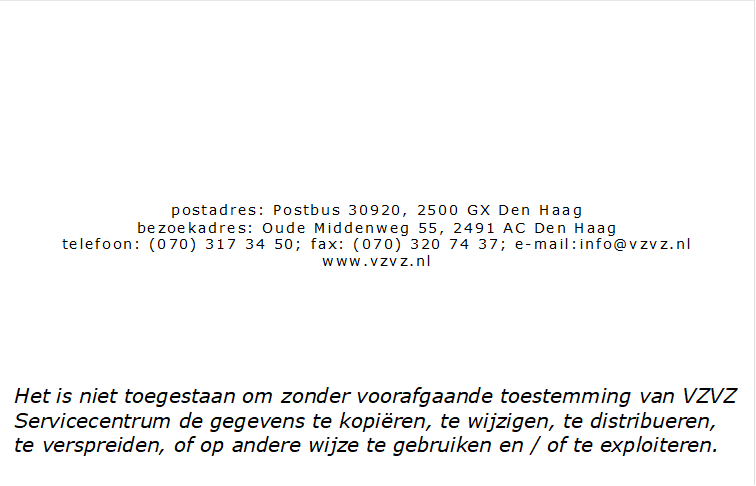 postadres: Postbus 30920, 2500 GX Den Haag
bezoekadres: Oude Middenweg 55, 2491 AC Den Haag
telefoon: (070) 317 34 50; fax: (070) 320 74 37; e-mail:info@vzvz.nl
www.vzvz.nl
Het is niet toegestaan om zonder voorafgaande toestemming van VZVZ
Servicecentrum de gegevens te kopiëren, te wijzigen, te distribueren,
te verspreiden, of op andere wijze te gebruiken en / of te exploiteren.